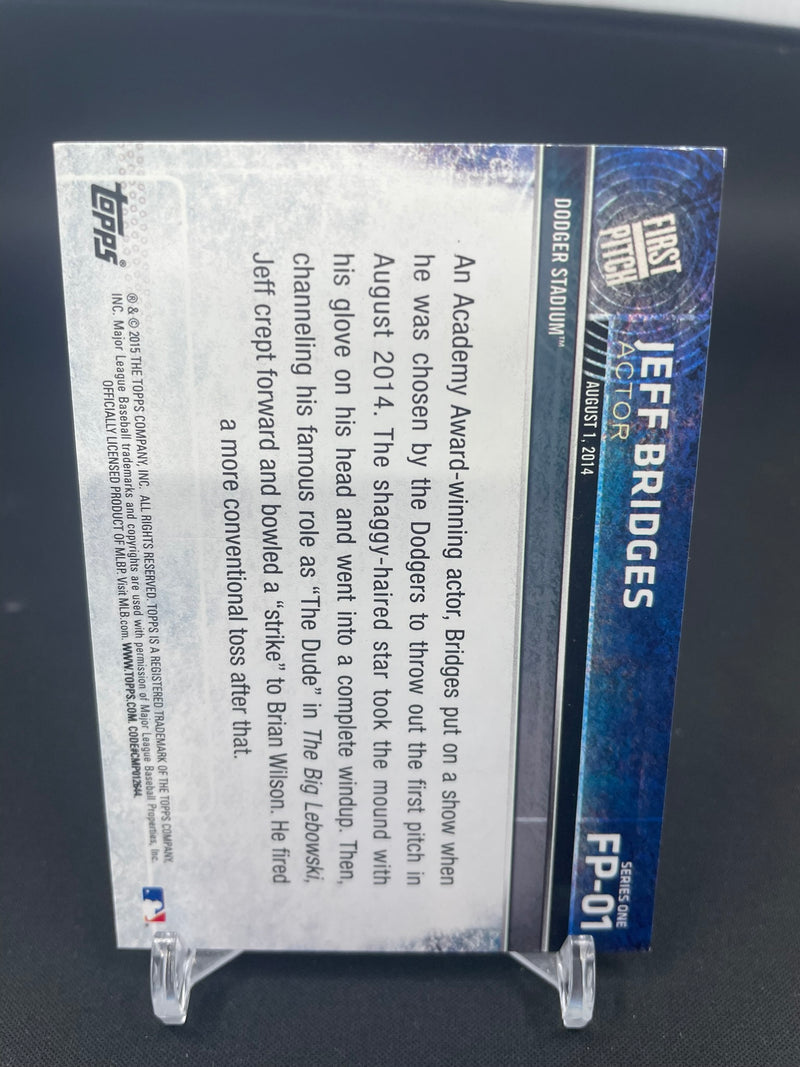 FIRST
PITCH
JEFF BRIDGES
ACTOR
SERIES ONE
FP-01
AUGUST 1, 2014
DODGER STADIUM™
An Academy Award-winning actor, Bridges put on a show when
he was chosen by the Dodgers to throw out the first pitch in
August 2014. The shaggy-haired star took the mound with
his glove on his head and went into a complete windup. Then,
channeling his famous role as “The Dude” in The Big Lebowski,
Jeff crept forward and bowled a “strike” to Brian Wilson. He fired
a more conventional toss after that.
topps®
® & © 2015 THE TOPPS COMPANY, INC. ALL RIGHTS RESERVED. TOPPS IS A REGISTERED TRADEMARK OF THE TOPPS COMPANY,
INC. Major League Baseball trademarks and copyrights are used with permission of Major League Baseball Properties, Inc.
OFFICIALLY LICENSED PRODUCT OF MLBP. Visit MLB.com. WWW.TOPPS.COM. CODE#CMP012644.